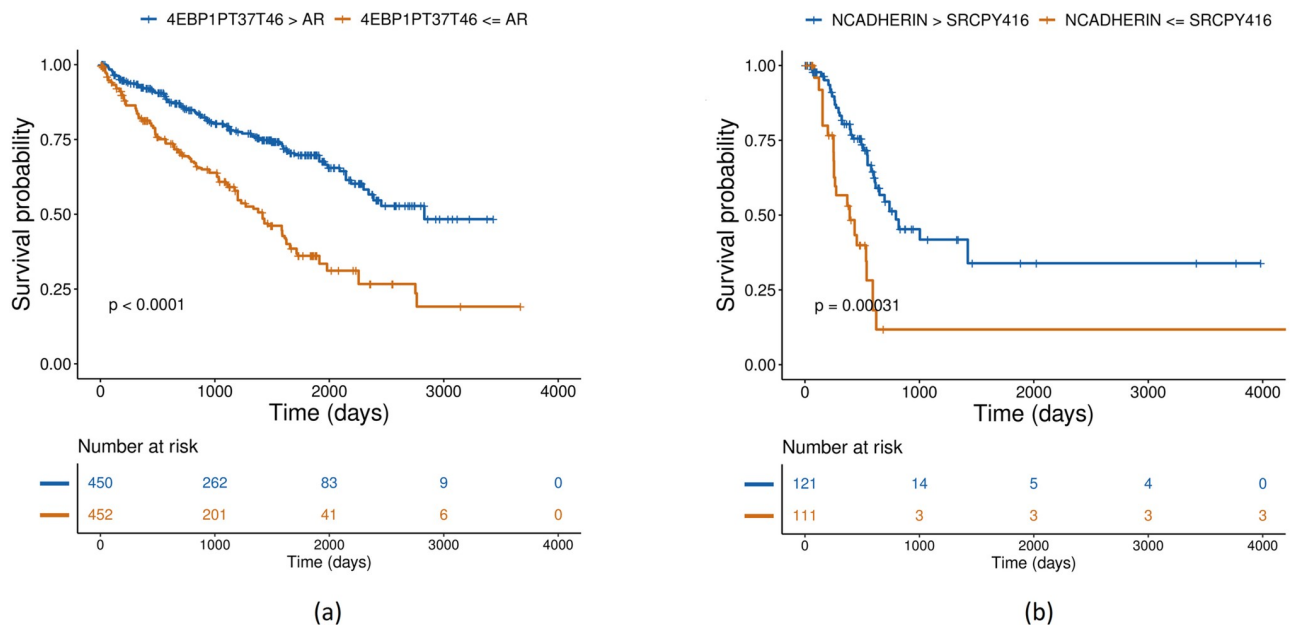 4EBP1PT37T46 > AR 4EBP1PT37T46 <= AR
1.00
0.75
0.50
0.25
0.00
Survival probability
p < 0.0001
0 1000 2000 3000 4000
Time (days)
Number at risk
450 262 83 9 0
452 201 41 6 0
0 1000 2000 3000 4000
Time (days)
(a)
NCADHERIN > SRCPY416 NCADHERIN <= SRCPY416
1.00
0.75
0.50
0.25
0.00
Survival probability
p = 0.00031
0 1000 2000 3000 4000
Time (days)
Number at risk
121 14 5 4 0
111 3 3 3 3
0 1000 2000 3000 4000
Time (days)
(b)